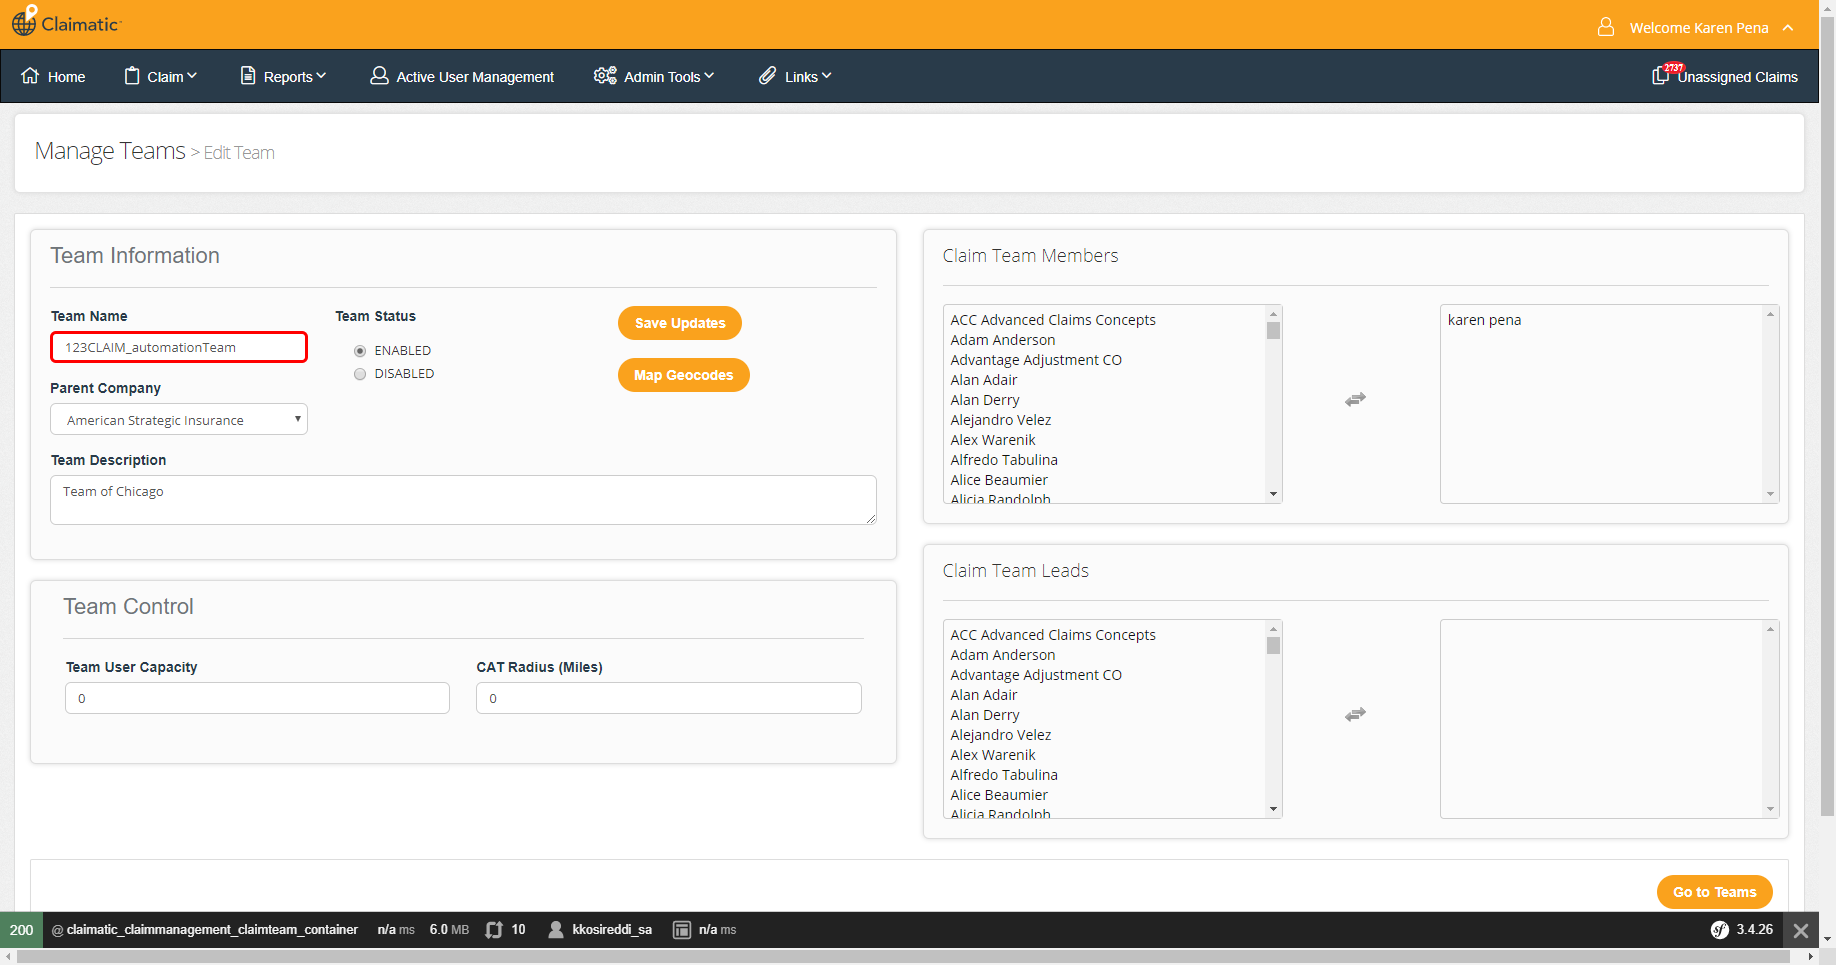 Claimatic
Welcome Karen Pena
Home
Claim
Reports
Active User Management
Admin Tools
Links
2737
Unassigned Claims
Manage Teams > Edit Team
Team Information
Team Name
123CLAIM_automationTeam
Parent Company
American Strategic Insurance
Team Description
Team of Chicago
Team Status
ENABLED
DISABLED
Save Updates
Map Geocodes
Team Control
Team User Capacity
0
CAT Radius (Miles)
0
Claim Team Members
ACC Advanced Claims Concepts
Adam Anderson
Advantage Adjustment CO
Alan Adair
Alan Derry
Alejandro Velez
Alex Warenik
Alfredo Tabulina
Alice Beaumier
Alicia Randolph
karen pena
Claim Team Leads
ACC Advanced Claims Concepts
Adam Anderson
Advantage Adjustment CO
Alan Adair
Alan Derry
Alejandro Velez
Alex Warenik
Alfredo Tabulina
Alice Beaumier
Alicia Randolph
Go to Teams
200 @ claimatic_claimmanagement_claimteam_container n/a ms 6.0 MB 10 kkosireddi_sa n/a ms sf 3.4.26